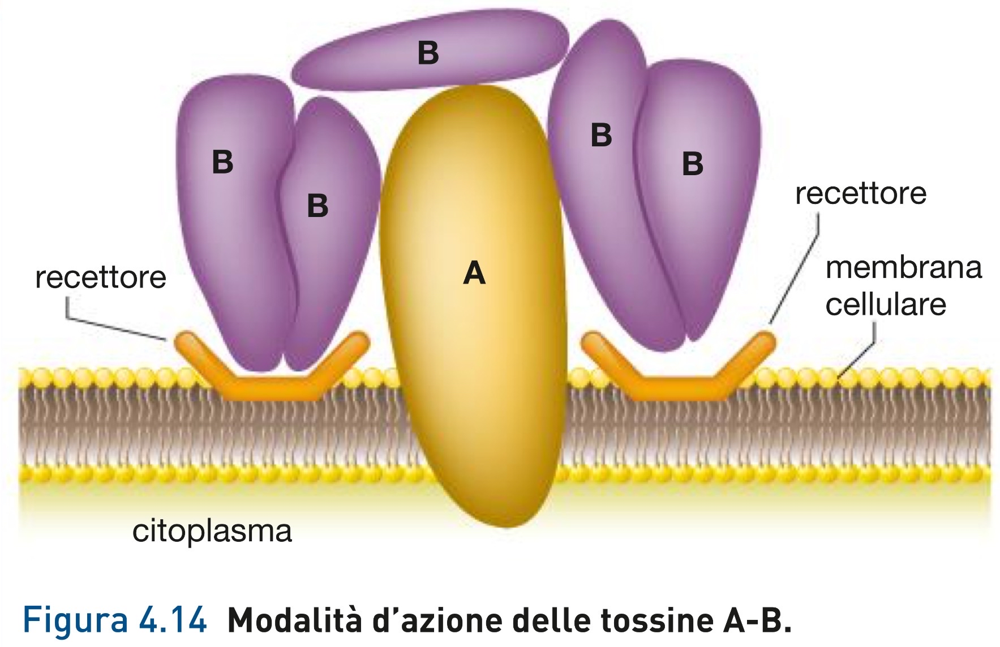 B
B
B
B
B
A
recettore
recettore
membrana
cellulare
citoplasma
Figura 4.14 Modalità d’azione delle tossine A-B.